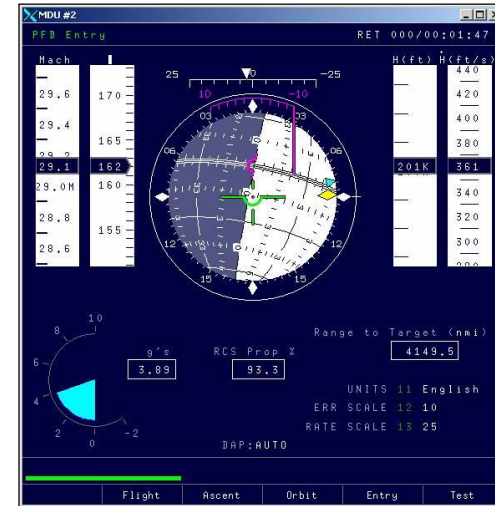 MDU #2
PFD Entry RET 000/00:01:47
Mach H(ft) Ḣ(ft/s)
25 0 -25
10 -10
29.6 170 440
29.4 165 420
29.2 400
380
29.1 162 201K 361
29.0M 160 340
28.8 155 320
28.6 300
03 03
06 06
12 12
15 15
10
8
6
4
2
0
-2
g's RCS Prop % Range to Target (nmi)
3.89 93.3 4149.5
UNITS 11 English
ERR SCALE 12 10
RATE SCALE 13 25
DAP:AUTO
Flight Ascent Orbit Entry Test